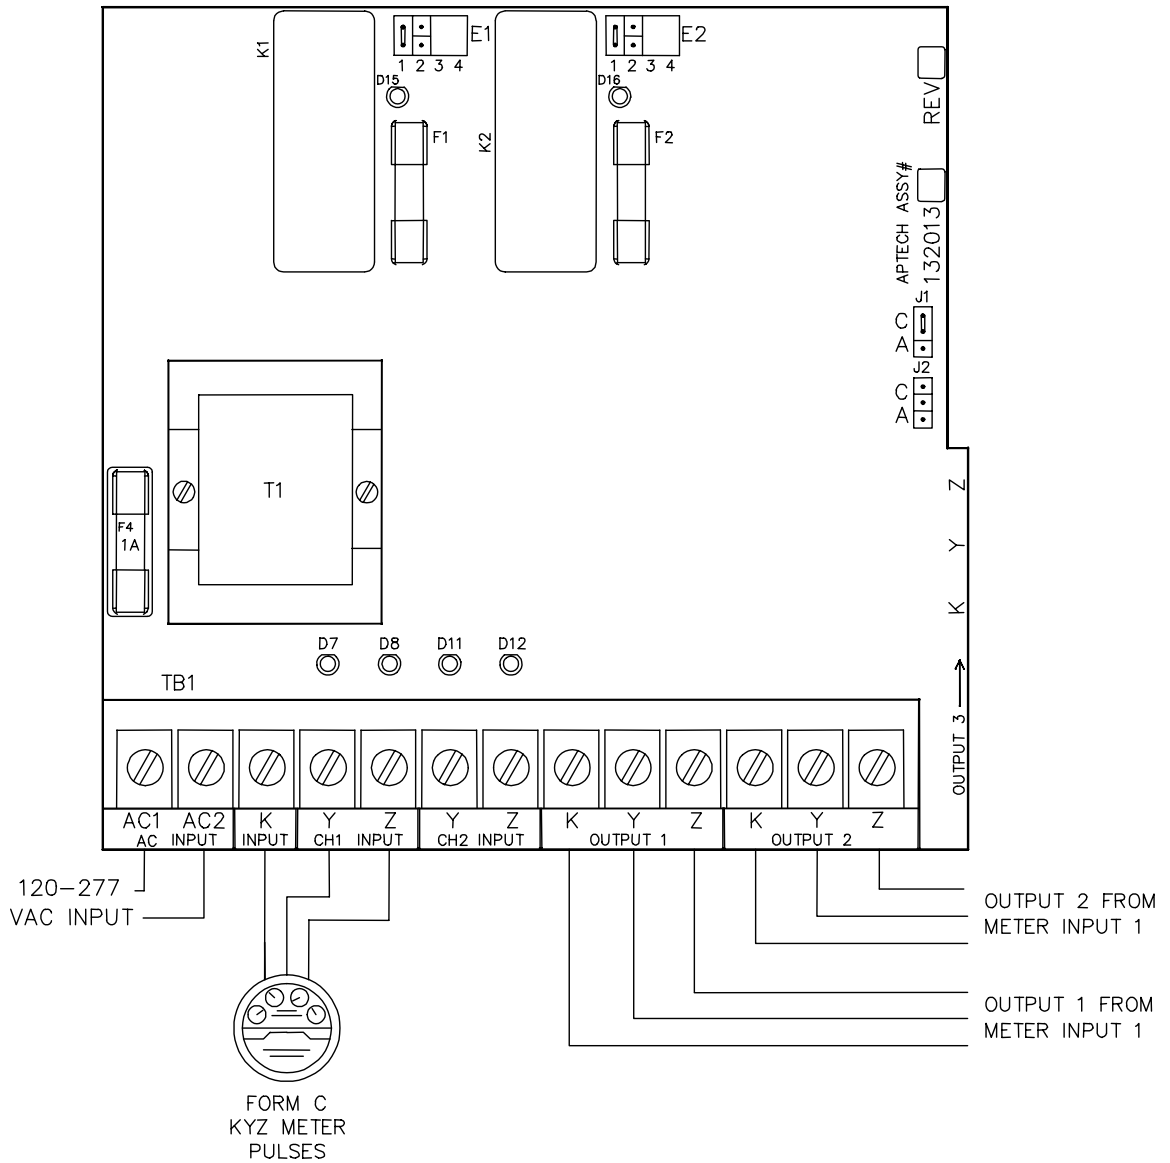 K1
E1
1 2 3 4
D15
F1
K2
E2
1 2 3 4
D16
F2
REV
APTECH ASSY#
132013
J1
C
A
J2
C
A
T1
F4
1A
Z
Y
K
OUTPUT 3
D7 D8 D11 D12
TB1
AC1 AC2 K Y Z Y Z K Y Z K Y Z
AC INPUT INPUT CH1 INPUT CH2 INPUT OUTPUT 1 OUTPUT 2
120-277
VAC INPUT
OUTPUT 2 FROM
METER INPUT 1
OUTPUT 1 FROM
METER INPUT 1
FORM C
KYZ METER
PULSES